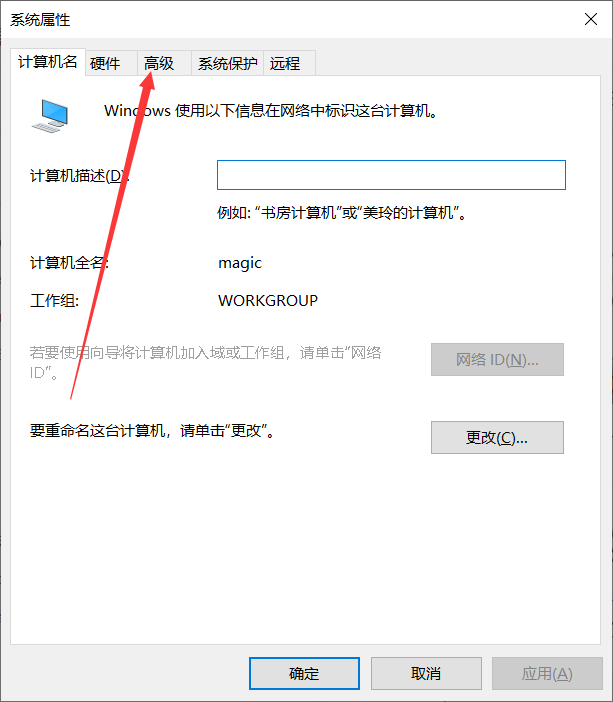 系统属性
计算机名 硬件 高级 系统保护 远程
Windows 使用以下信息在网络中标识这台计算机。
计算机描述(D):
例如: “书房计算机”或“美玲的计算机”。
计算机全名: magic
工作组: WORKGROUP
若要使用向导将计算机加入域或工作组，请单击“网络
ID”。
网络 ID(N)...
要重命名这台计算机，请单击“更改”。
更改(C)...
确定 取消 应用(A)